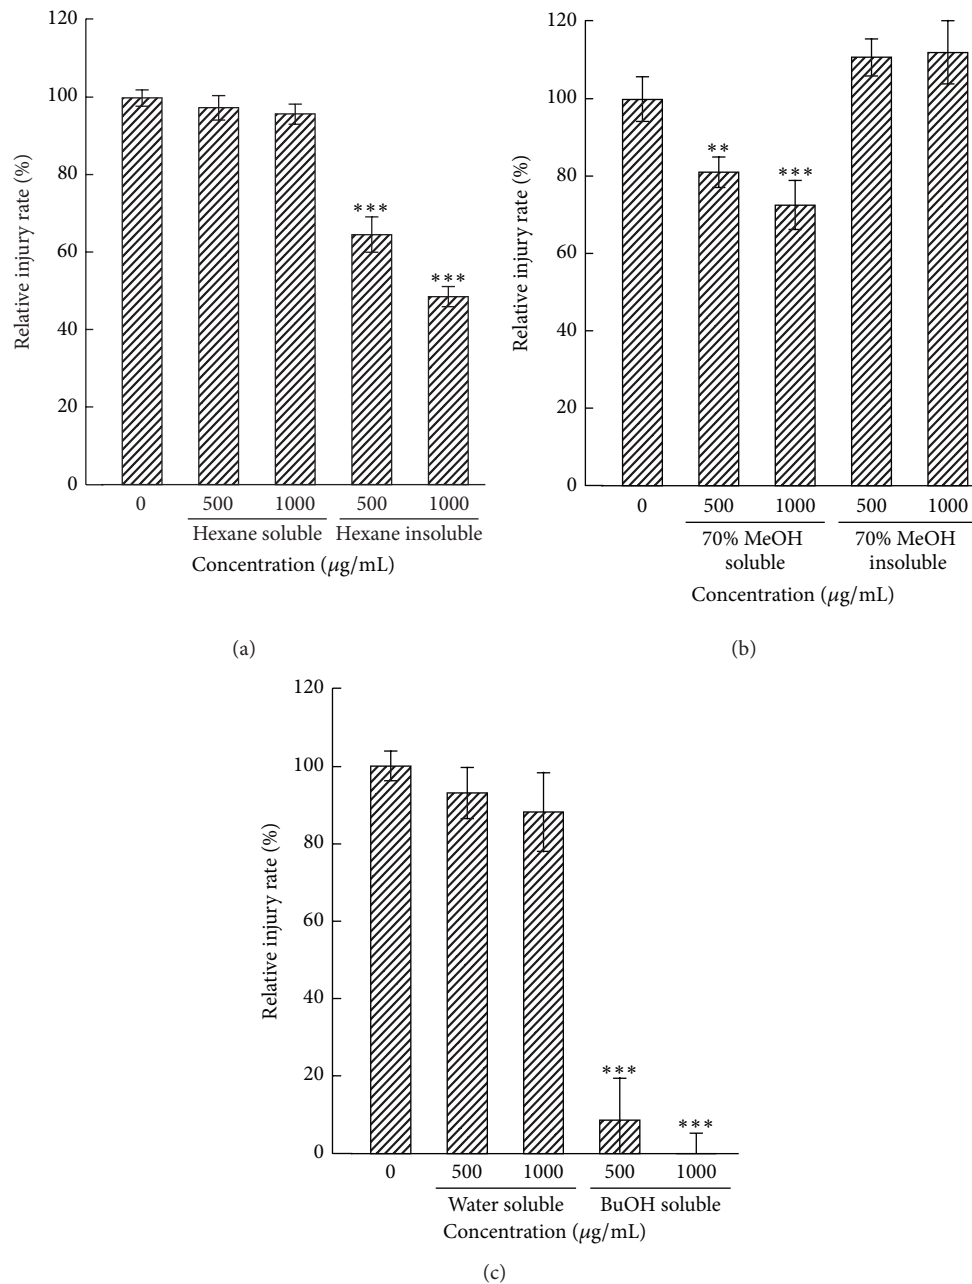 120
100
80
60
40
20
0
Relative injury rate (%)
***
***
0 500 1000 500 1000
Hexane soluble Hexane insoluble
Concentration (μg/mL)
(a)
120
100
80
60
40
20
0
Relative injury rate (%)
**
***
0 500 1000 500 1000
70% MeOH 70% MeOH
soluble insoluble
Concentration (μg/mL)
(b)
120
100
80
60
40
20
0
Relative injury rate (%)
***
***
0 500 1000 500 1000
Water soluble BuOH soluble
Concentration (μg/mL)
(c)